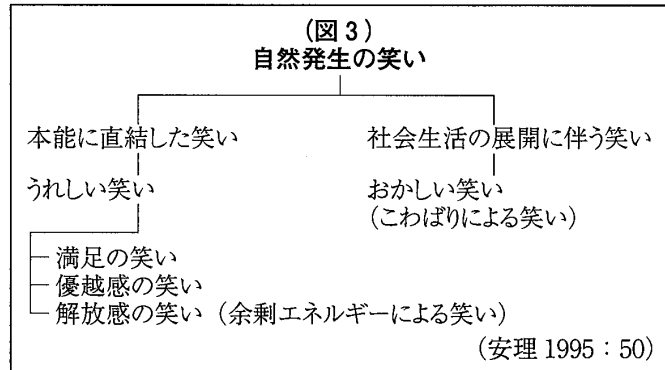 (図3)
自然発生の笑い
本能に直結した笑い
社会生活の展開に伴う笑い
うれしい笑い
おかしい笑い
(こわばりによる笑い)
満足の笑い
優越感の笑い
解放感の笑い (余剰エネルギーによる笑い)
(安理 1995:50)